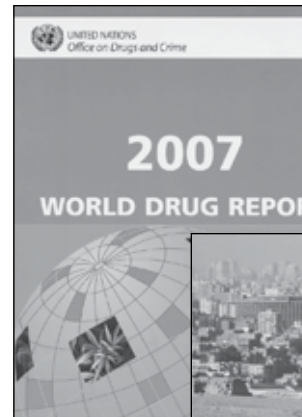 UNITED NATIONS
Office on Drugs and Crime
2007
WORLD DRUG REPOR